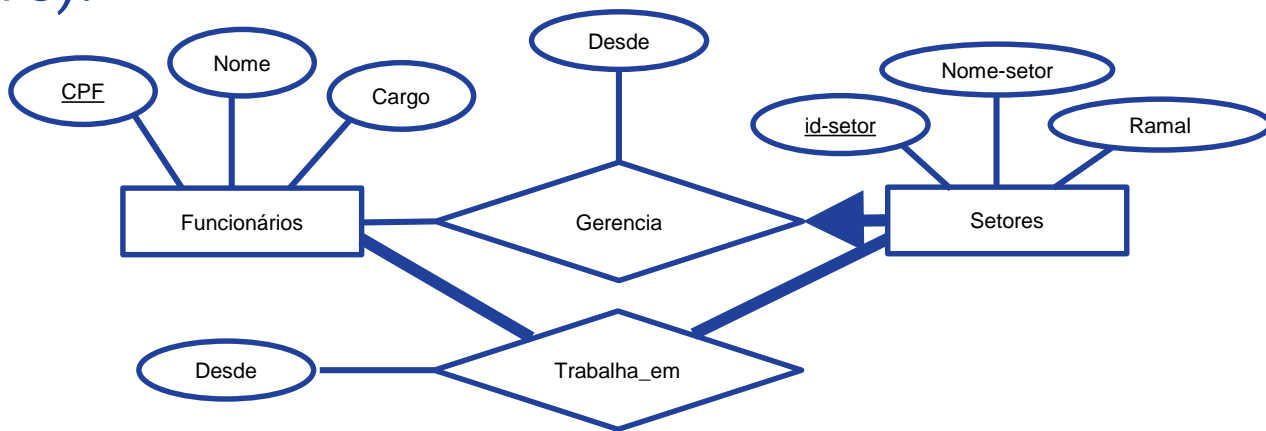 Desde
Nome
Nome-setor
CPF
Cargo
id-setor
Ramal
Funcionários
Gerencia
Setores
Desde
Trabalha_em